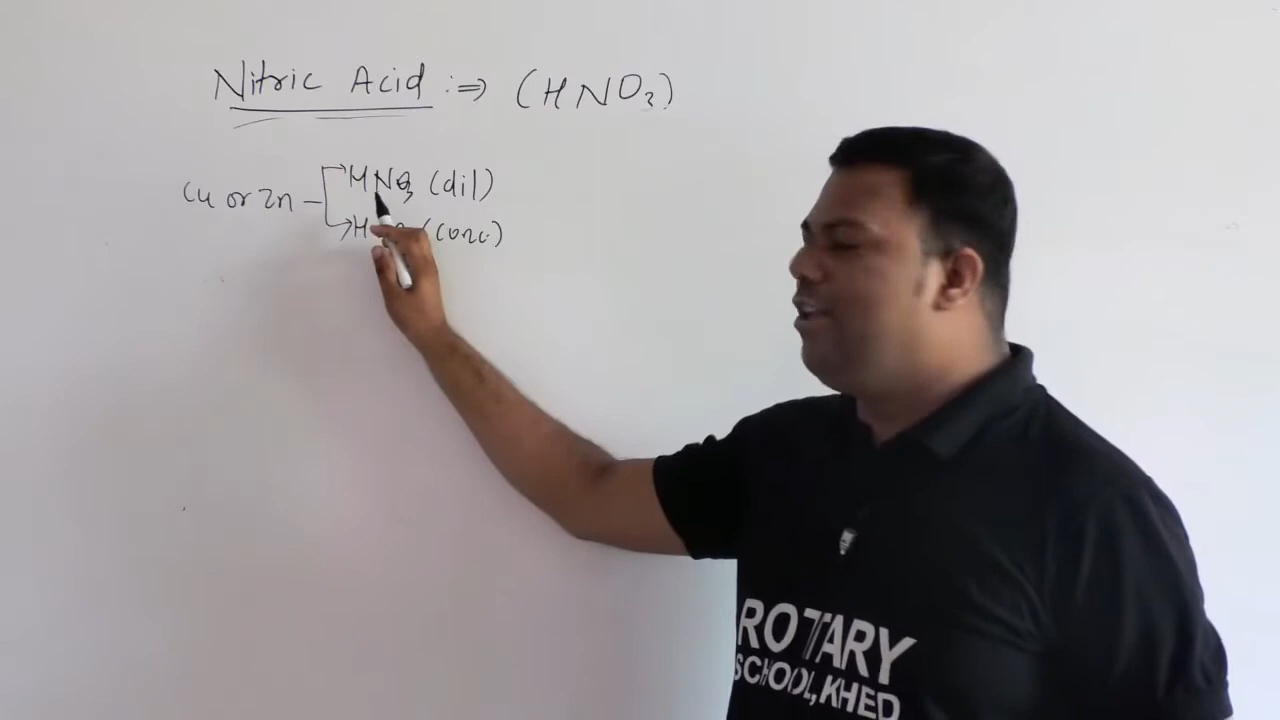 Nitric Acid :⇒ (HNO₃)
Cu or Zn – → HNO₃ (dil)
→ H (conc.)
ROTARY
SCHOOL, KHED